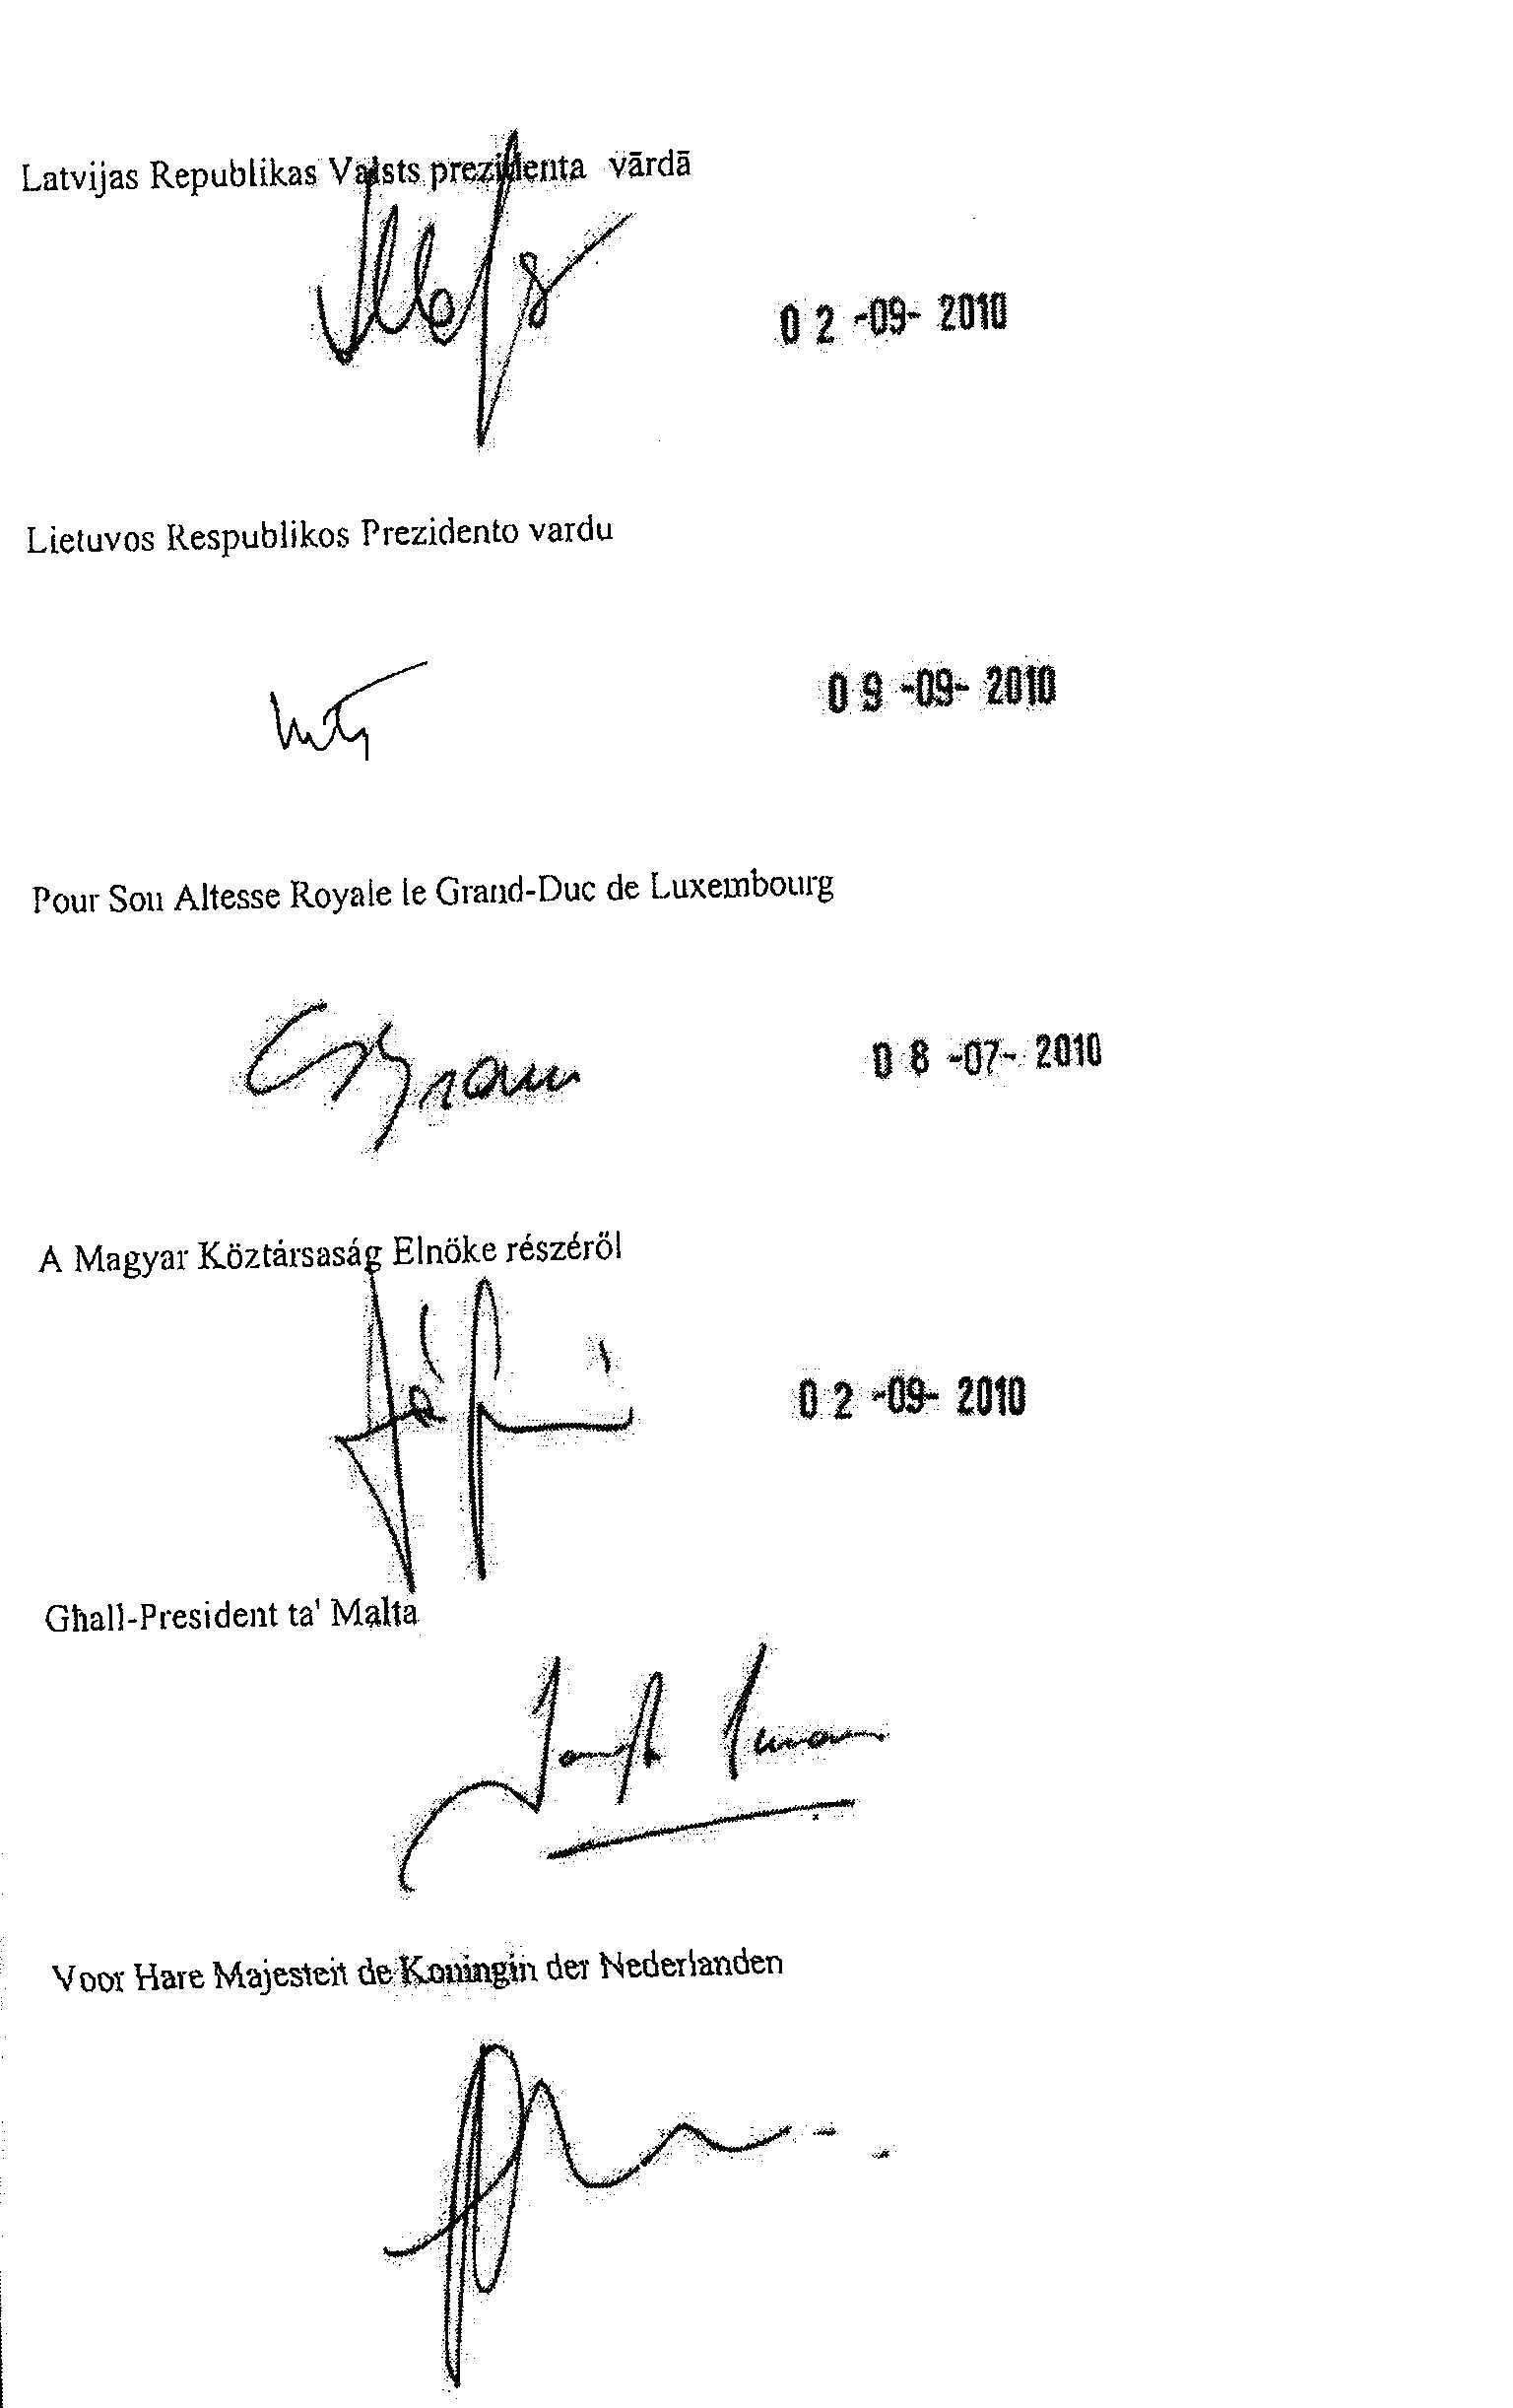 Latvijas Republikas Valsts prezidenta vārdā
0 2 -09- 2010
Lietuvos Respublikos Prezidento vardu
0 9 -09- 2010
Pour Son Altesse Royale le Grand-Duc de Luxembourg
0 8 -07- 2010
A Magyar Köztársaság Elnöke részéről
0 2 -09- 2010
Għall-President ta' Malta
Voor Hare Majesteit de Koningin der Nederlanden